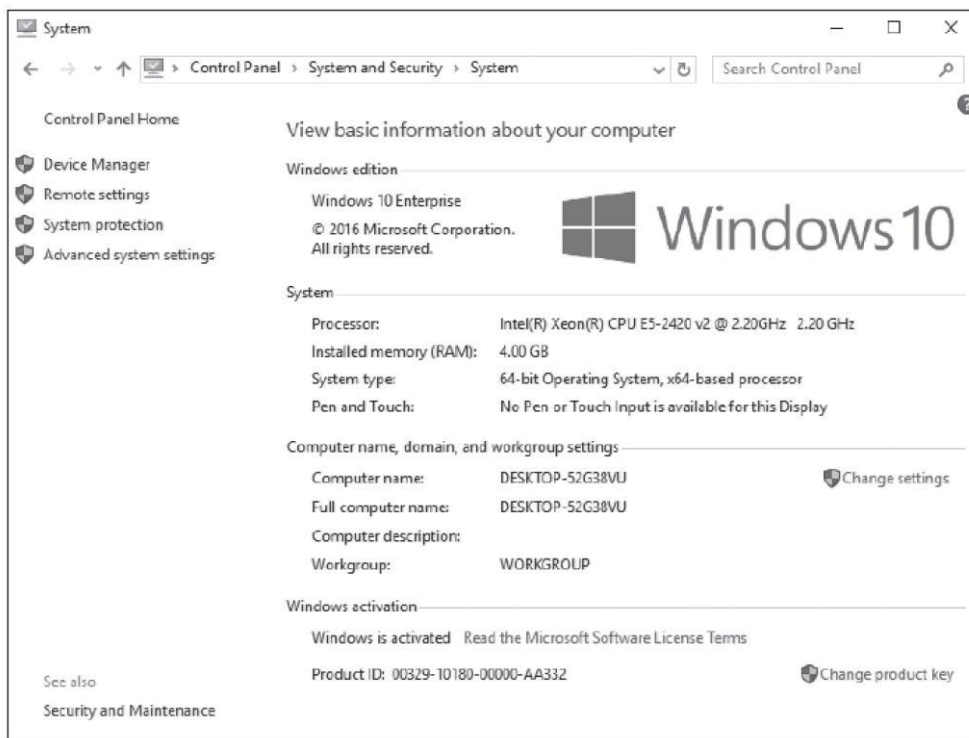 System
Control Panel > System and Security > System
Search Control Panel
Control Panel Home
Device Manager
Remote settings
System protection
Advanced system settings
?
View basic information about your computer
Windows edition
Windows 10 Enterprise
© 2016 Microsoft Corporation.
All rights reserved.
Windows 10
System
Processor: Intel(R) Xeon(R) CPU E5-2420 v2 @ 2.20GHz 2.20 GHz
Installed memory (RAM): 4.00 GB
System type: 64-bit Operating System, x64-based processor
Pen and Touch: No Pen or Touch Input is available for this Display
Computer name, domain, and workgroup settings
Computer name: DESKTOP-52G38VU Change settings
Full computer name: DESKTOP-52G38VU
Computer description:
Workgroup: WORKGROUP
Windows activation
Windows is activated Read the Microsoft Software License Terms
Product ID: 00329-10180-00000-AA332 Change product key
See also
Security and Maintenance